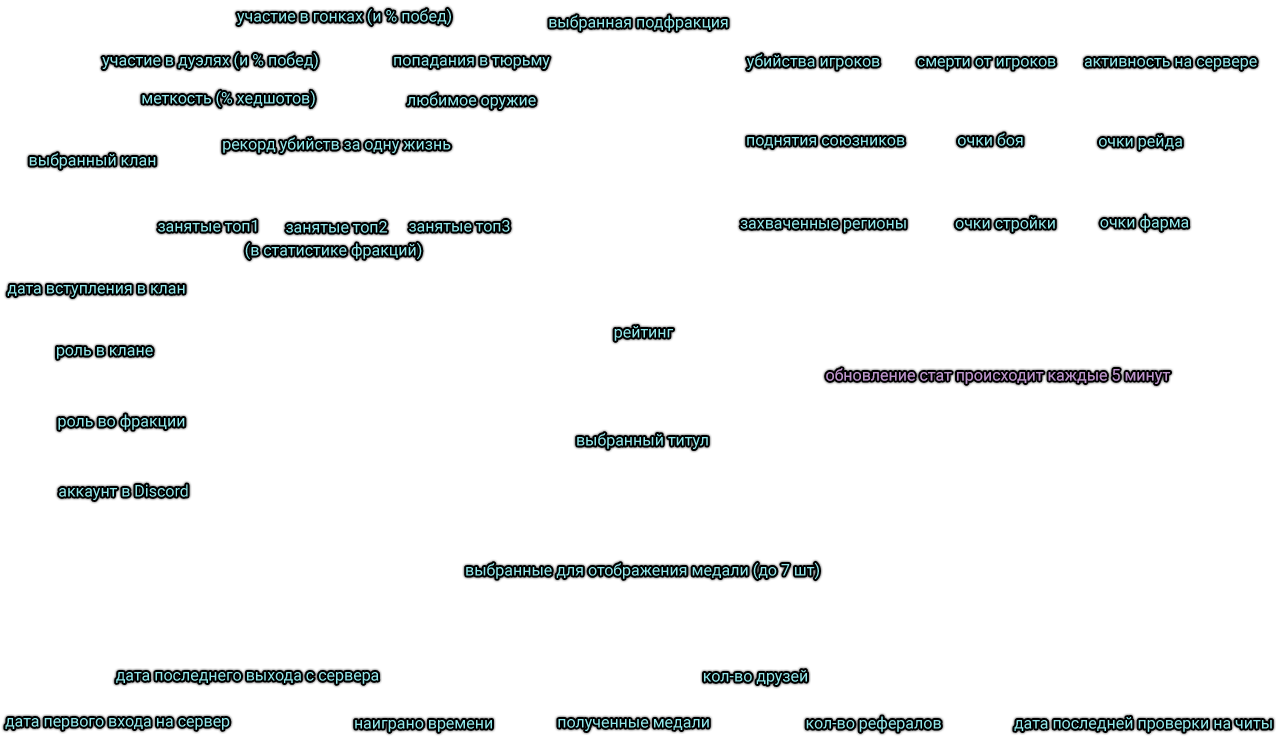 участие в гонках (и % побед)
выбранная подфракция
участие в дуэлях (и % побед)
попадания в тюрьму
убийства игроков
смерти от игроков
активность на сервере
меткость (% хедшотов)
любимое оружие
рекорд убийств за одну жизнь
поднятия союзников
очки боя
очки рейда
выбранный клан
занятые топ1
занятые топ2
занятые топ3
(в статистике фракций)
захваченные регионы
очки стройки
очки фарма
дата вступления в клан
рейтинг
роль в клане
обновление стат происходит каждые 5 минут
роль во фракции
выбранный титул
аккаунт в Discord
выбранные для отображения медали (до 7 шт)
дата последнего выхода с сервера
кол-во друзей
дата первого входа на сервер
наиграно времени
полученные медали
кол-во рефералов
дата последней проверки на читы